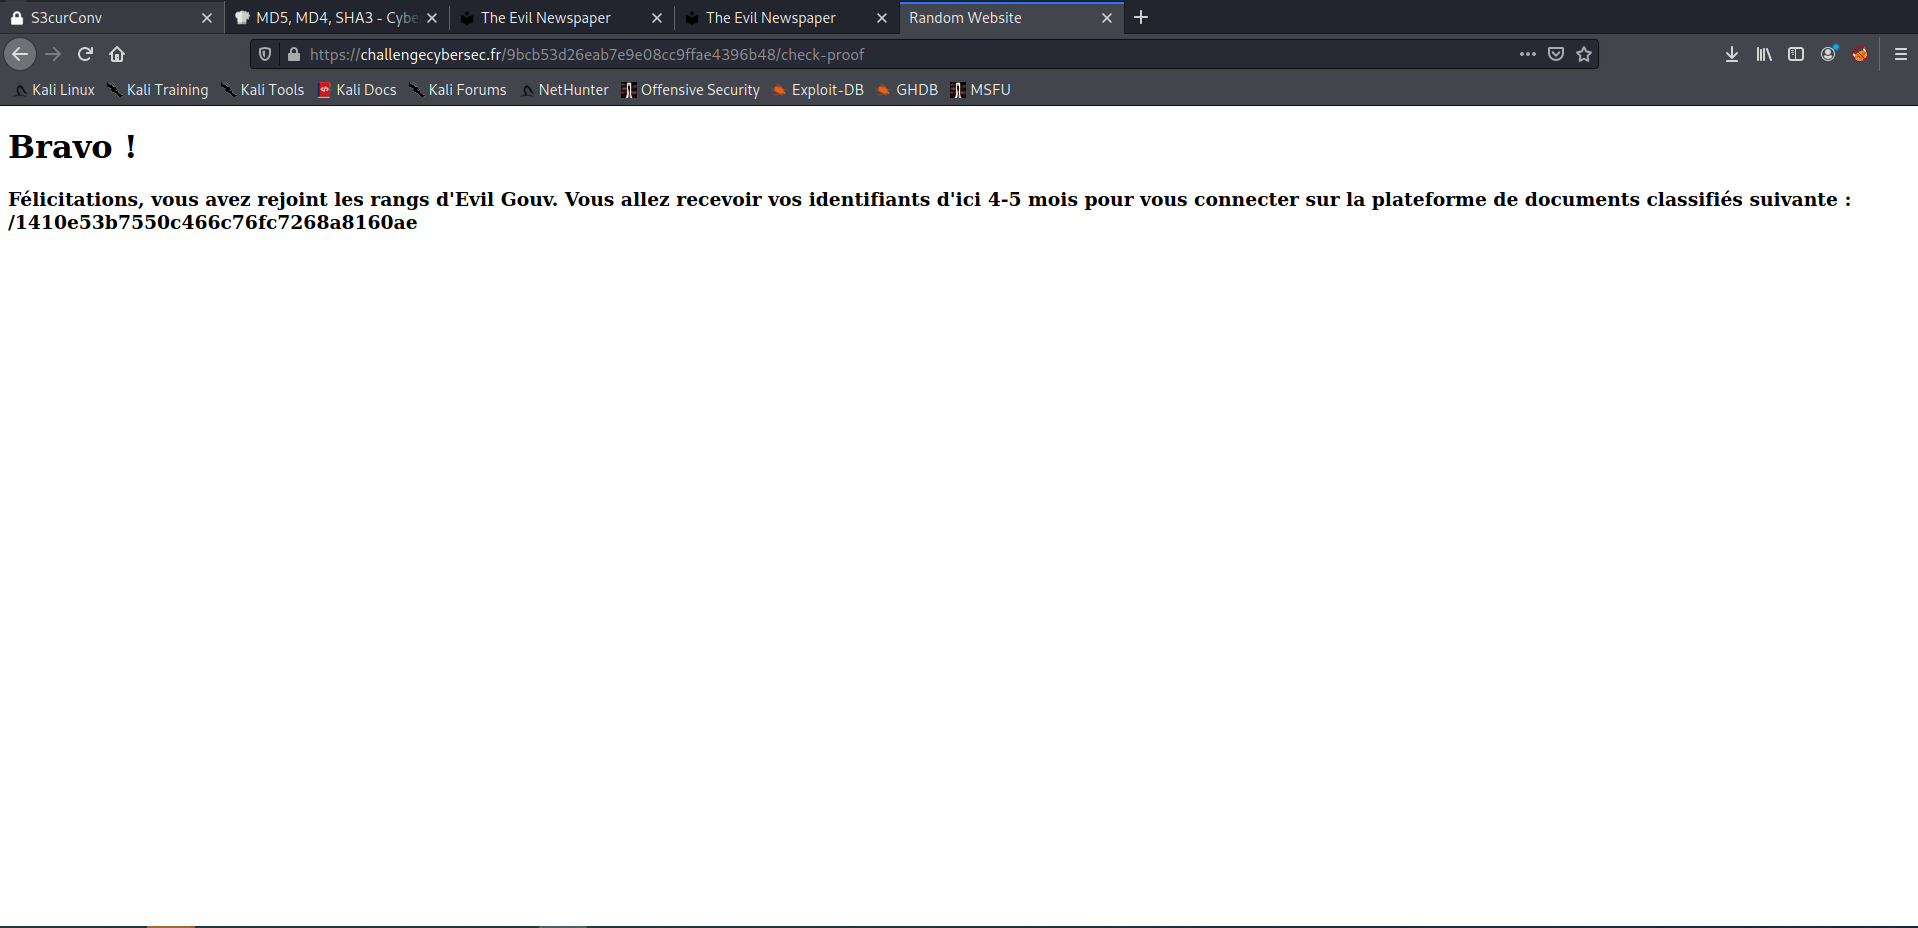 S3curConv
MD5, MD4, SHA3 - Cybe
The Evil Newspaper
The Evil Newspaper
Random Website
https://challengecybersec.fr/9bcb53d26eab7e9e08cc9ffae4396b48/check-proof
Kali Linux
Kali Training
Kali Tools
Kali Docs
Kali Forums
NetHunter
Offensive Security
Exploit-DB
GHDB
MSFU
Bravo !
Félicitations, vous avez rejoint les rangs d'Evil Gouv. Vous allez recevoir vos identifiants d'ici 4-5 mois pour vous connecter sur la plateforme de documents classifiés suivante :
/1410e53b7550c466c76fc7268a8160ae